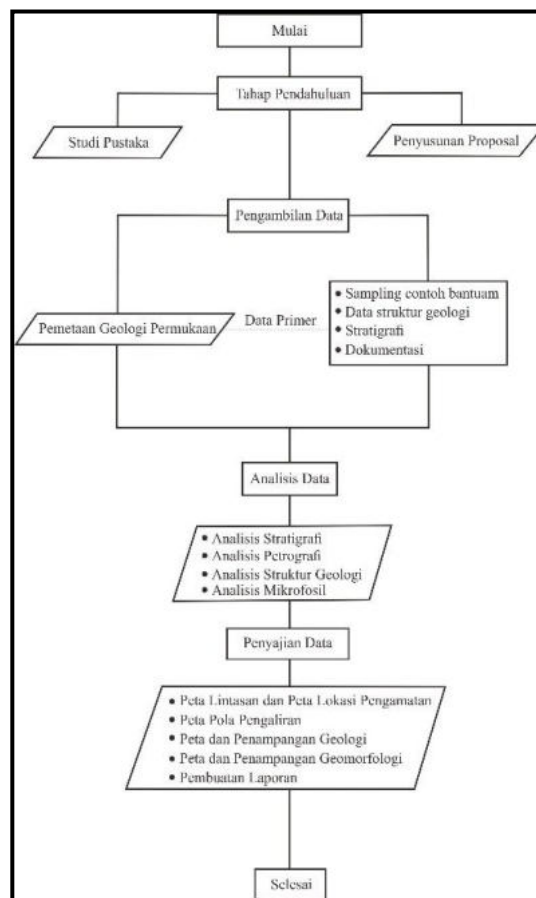 Mulai
Tahap Pendahuluan
Studi Pustaka
Penyusunan Proposal
Pengambilan Data
Pemetaan Geologi Permukaan
Data Primer
• Sampling contoh bantuam
• Data struktur geologi
• Stratigrafi
• Dokumentasi
Analisis Data
• Analisis Stratigrafi
• Analisis Petrografi
• Analisis Struktur Geologi
• Analisis Mikrofosil
Penyajian Data
• Peta Lintasan dan Peta Lokasi Pengamatan
• Peta Pola Pengaliran
• Peta dan Penampangan Geologi
• Peta dan Penampangan Geomorfologi
• Pembuatan Laporan
Selesai